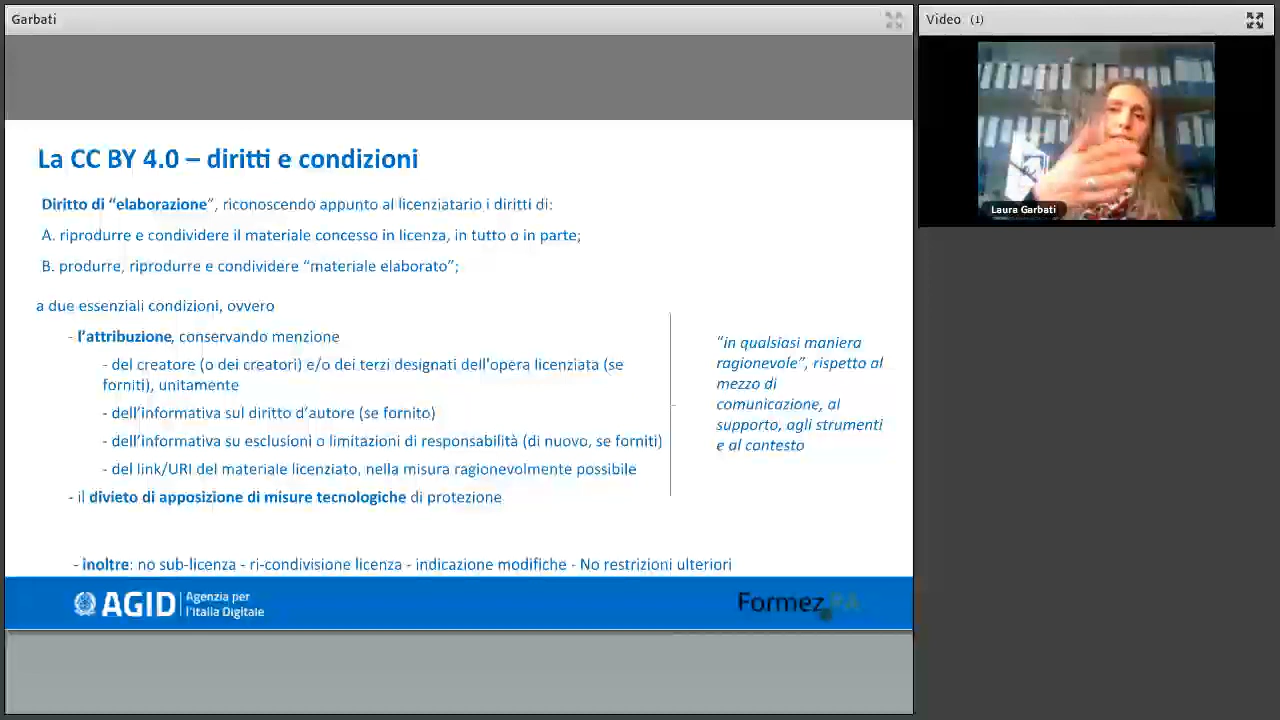 Garbati
Video (1)
Laura Garbati
La CC BY 4.0 – diritti e condizioni
Diritto di “elaborazione”, riconoscendo appunto al licenziatario i diritti di:
A. riprodurre e condividere il materiale concesso in licenza, in tutto o in parte;
B. produrre, riprodurre e condividere “materiale elaborato”;
a due essenziali condizioni, ovvero
- l’attribuzione, conservando menzione
- del creatore (o dei creatori) e/o dei terzi designati dell'opera licenziata (se
forniti), unitamente
- dell’informativa sul diritto d’autore (se fornito)
- dell’informativa su esclusioni o limitazioni di responsabilità (di nuovo, se forniti)
- del link/URI del materiale licenziato, nella misura ragionevolmente possibile
- il divieto di apposizione di misure tecnologiche di protezione
“in qualsiasi maniera
ragionevole”, rispetto al
mezzo di
comunicazione, al
supporto, agli strumenti
e al contesto
- inoltre: no sub-licenza - ri-condivisione licenza - indicazione modifiche - No restrizioni ulteriori
AGID
Agenzia per
l'Italia Digitale
Formez PA